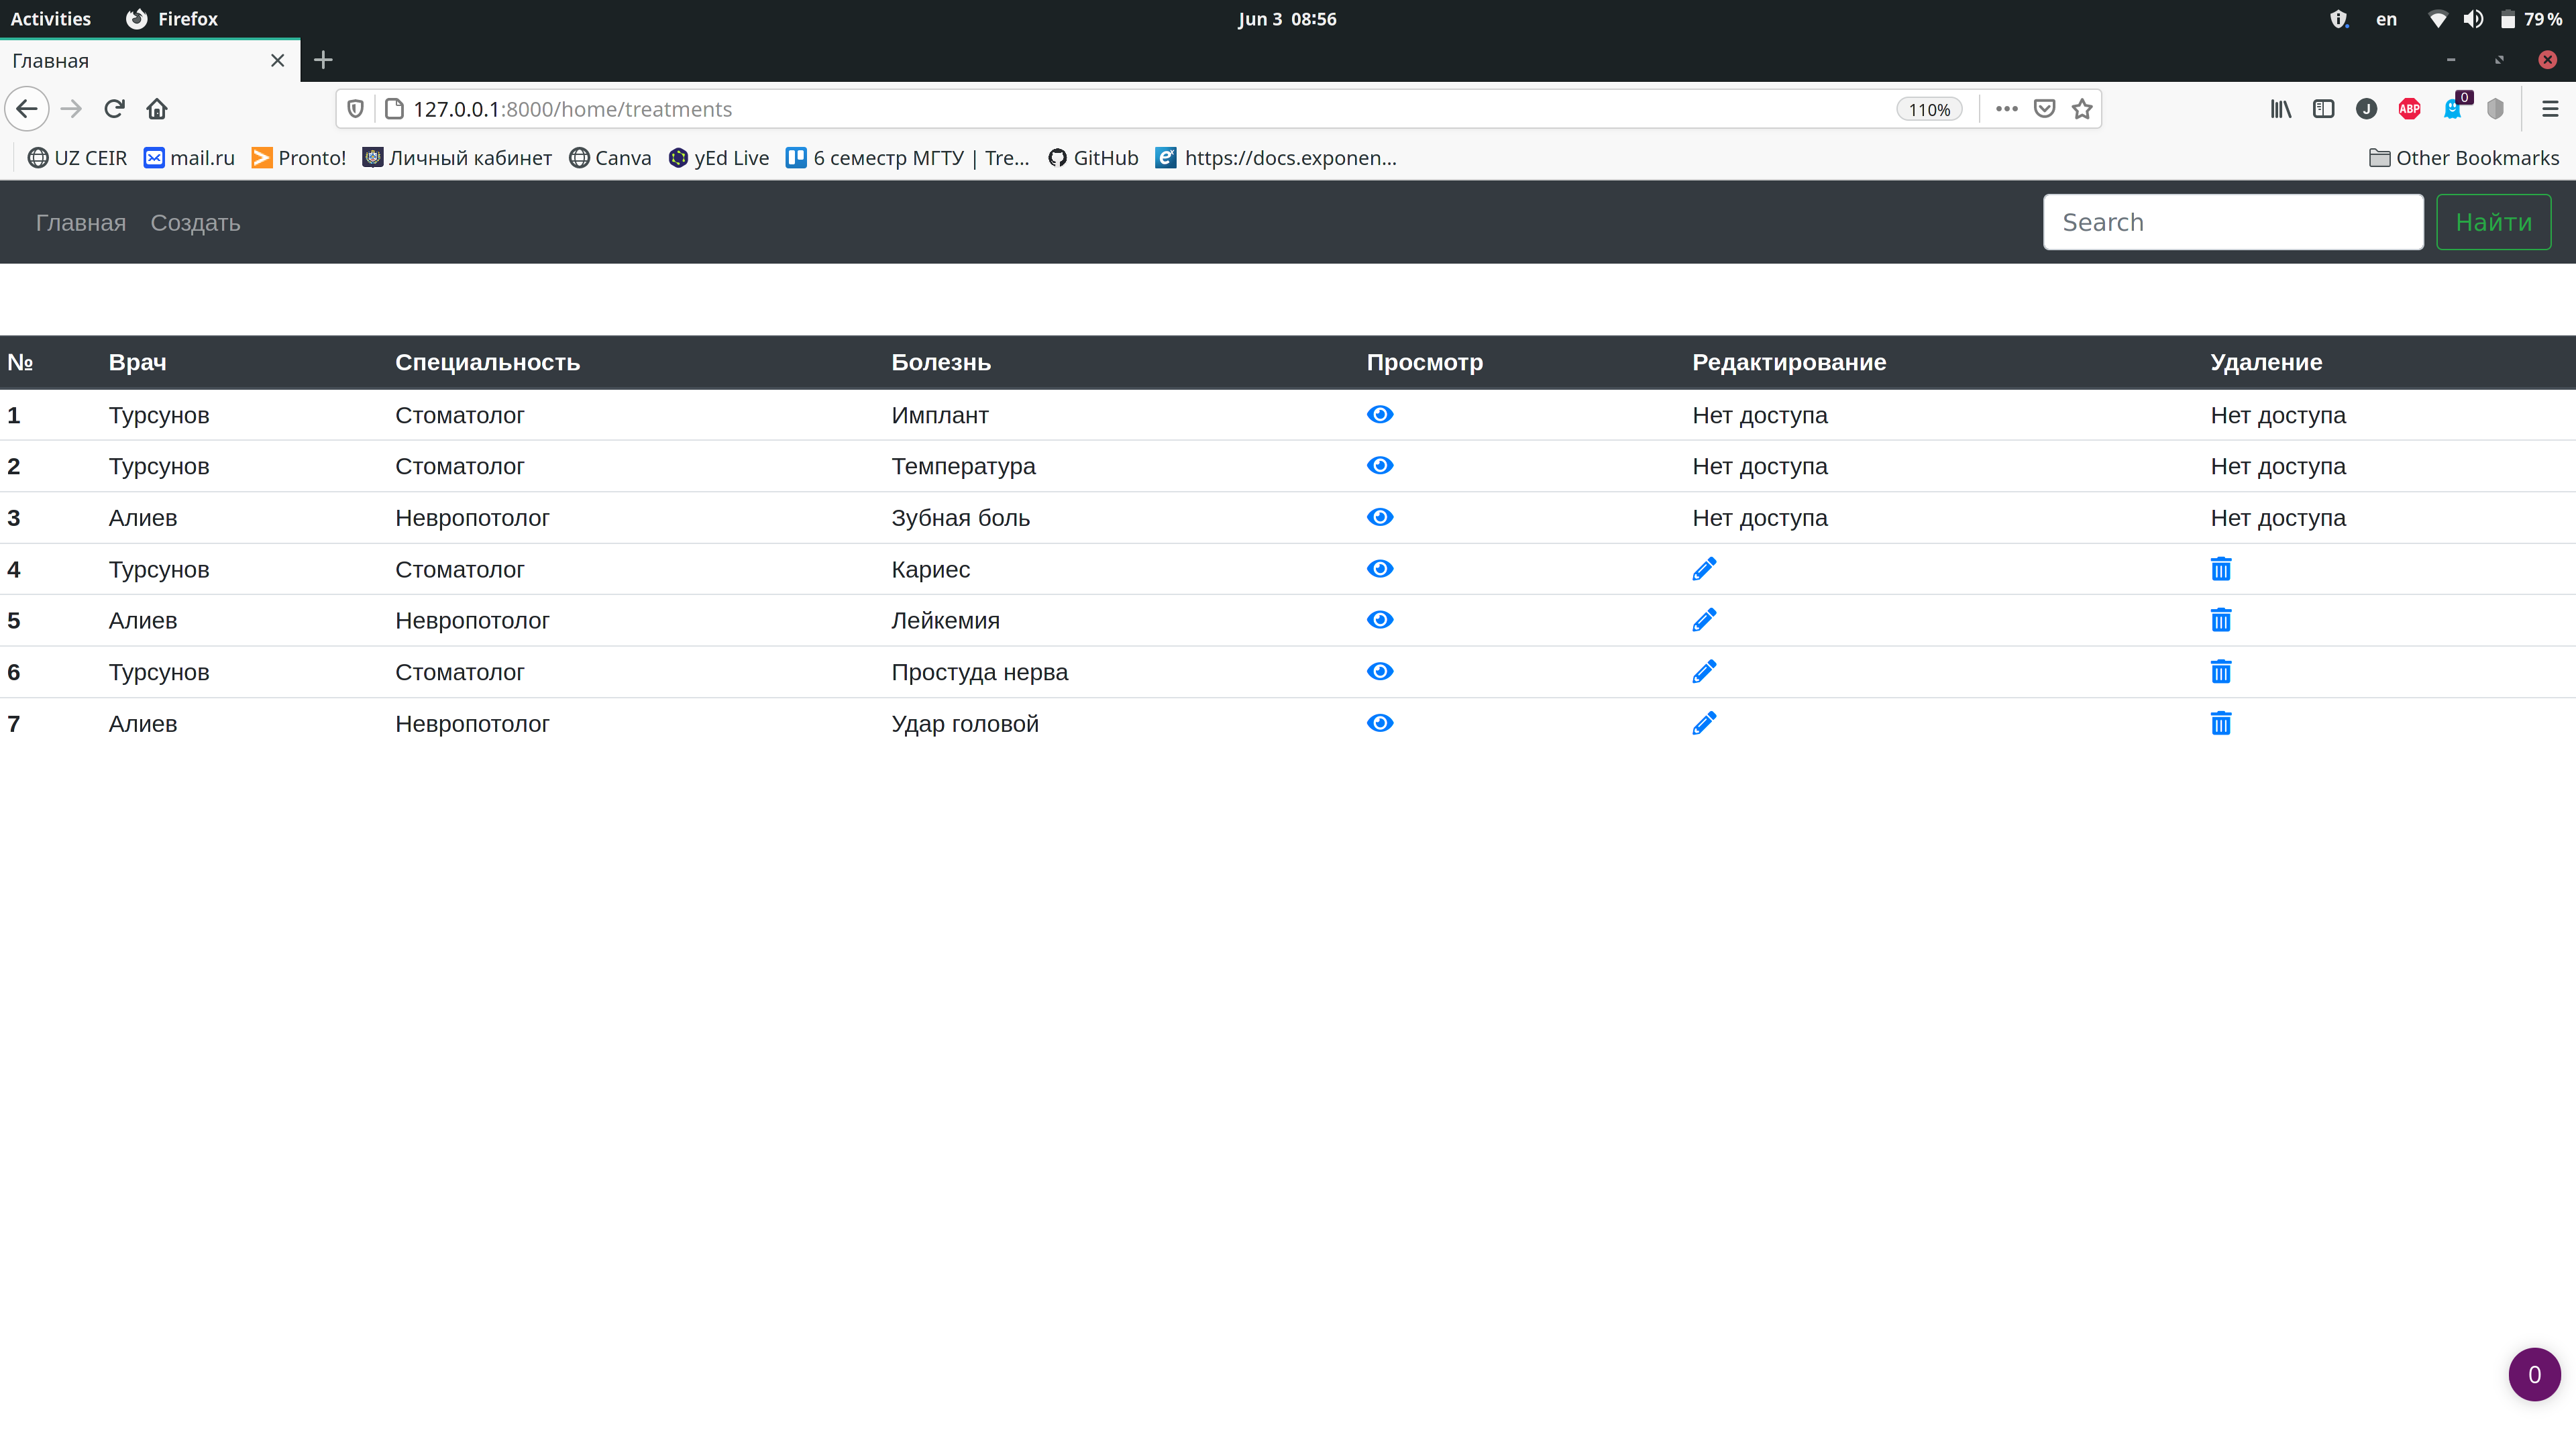 Activities Firefox Jun 3 08:56 en 79 %
Главная
127.0.0.1:8000/home/treatments 110% J ABP 0
UZ CEIR mail.ru Pronto! Личный кабинет Canva yEd Live 6 семестр МГТУ | Tre... GitHub https://docs.exponen... Other Bookmarks
Главная Создать Search Найти
№ Врач Специальность Болезнь Просмотр Редактирование Удаление
1 Турсунов Стоматолог Имплант Нет доступа Нет доступа
2 Турсунов Стоматолог Температура Нет доступа Нет доступа
3 Алиев Невропотолог Зубная боль Нет доступа Нет доступа
4 Турсунов Стоматолог Кариес
5 Алиев Невропотолог Лейкемия
6 Турсунов Стоматолог Простуда нерва
7 Алиев Невропотолог Удар головой
0